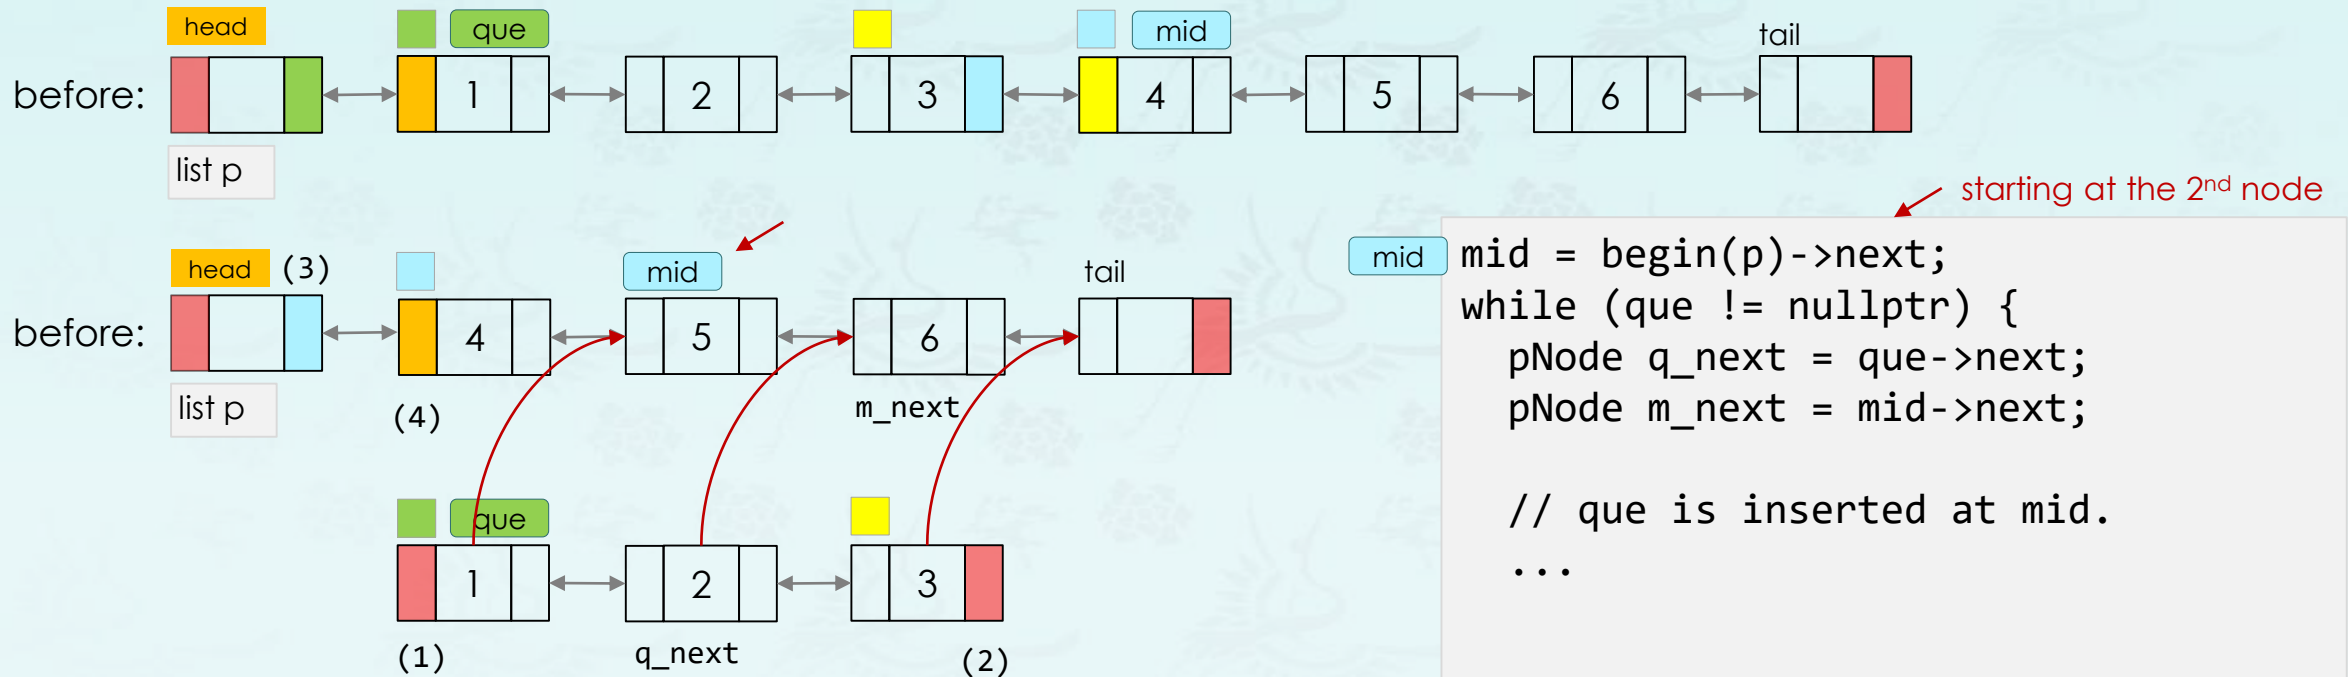 head que mid tail
before: 1 2 3 4 5 6
list p
starting at the 2nd node
head (3) mid tail
before: 4 5 6
list p
(4) m_next
que
1 2 3
(1) q_next (2)
mid
mid = begin(p)->next;
while (que != nullptr) {
pNode q_next = que->next;
pNode m_next = mid->next;
// que is inserted at mid.
...